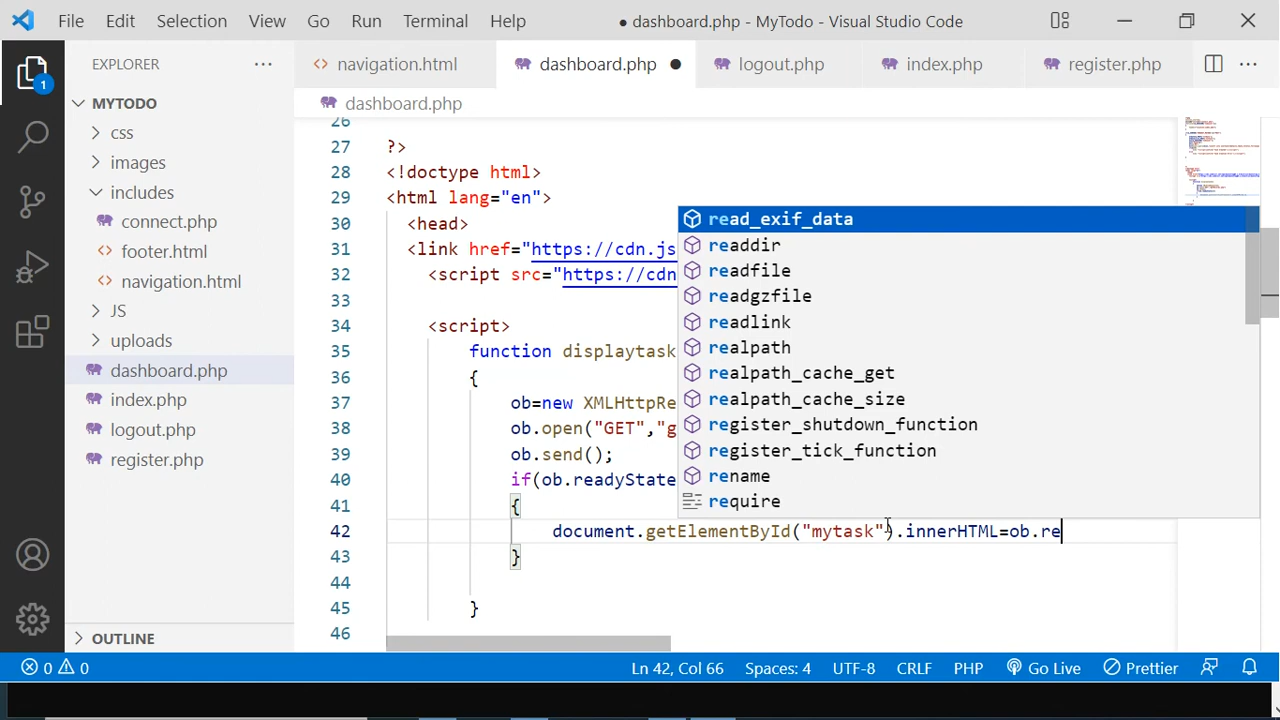 File Edit Selection View Go Run Terminal Help ● dashboard.php - MyTodo - Visual Studio Code
EXPLORER ...
navigation.html dashboard.php ● logout.php index.php register.php ...
MYTODO
css
images
includes
connect.php
footer.html
navigation.html
JS
uploads
dashboard.php
index.php
logout.php
register.php
OUTLINE
1
dashboard.php
26
27 ?>
28 <!doctype html>
29 <html lang="en">
30 <head>
31 <link href="https://cdn.js
32 <script src="https://cdn
33
34 <script>
35 function displaytask
36 {
37 ob=new XMLHttpRe
38 ob.open("GET","g
39 ob.send();
40 if(ob.readyState
41 {
42 document.getElementById("mytask").innerHTML=ob.re
43 }
44
45 }
46
read_exif_data
readdir
readfile
readgzfile
readlink
realpath
realpath_cache_get
realpath_cache_size
register_shutdown_function
register_tick_function
rename
require
0 0 Ln 42, Col 66 Spaces: 4 UTF-8 CRLF PHP Go Live Prettier